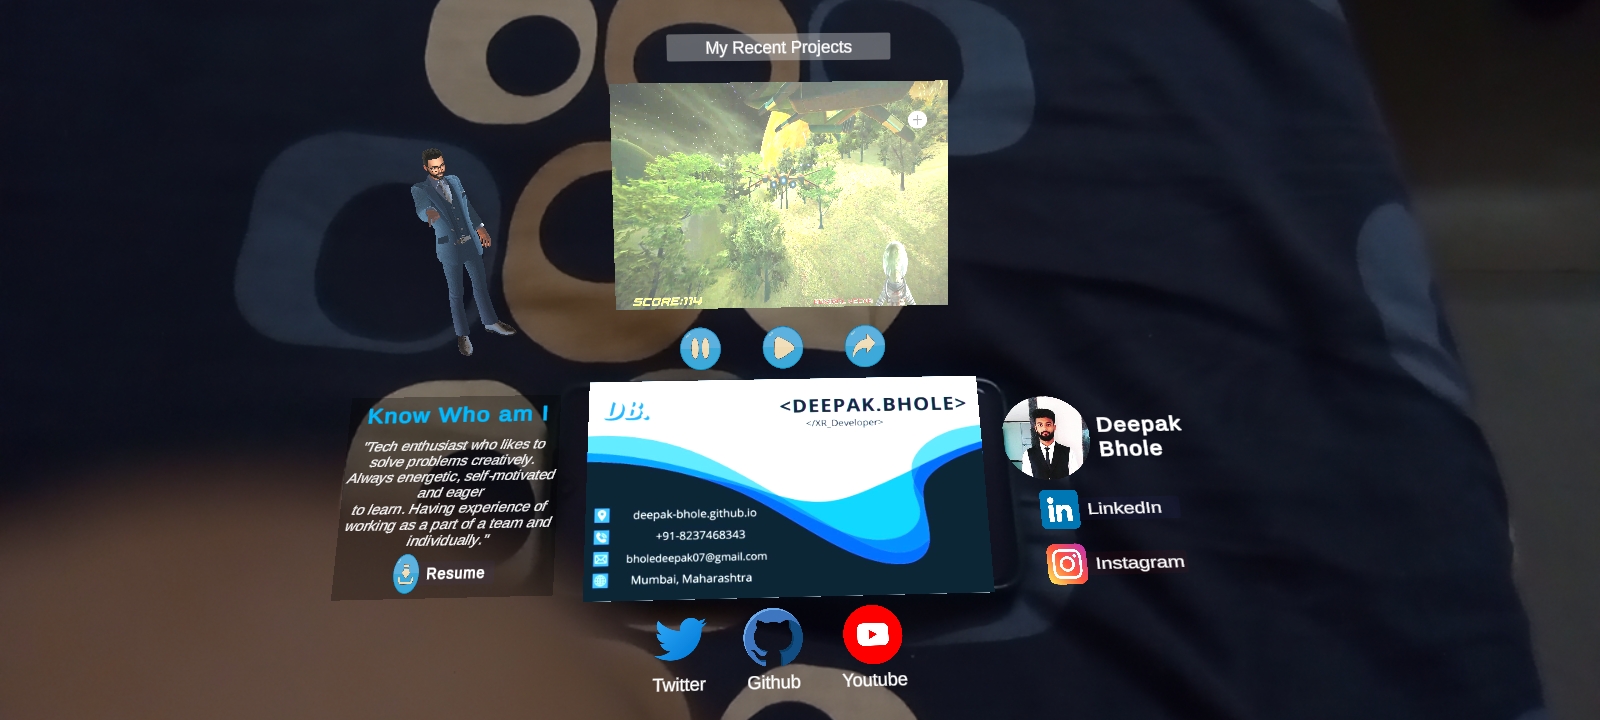 My Recent Projects
SCORE:114
Know Who am I
"Tech enthusiast who likes to
solve problems creatively.
Always energetic, self-motivated
and eager
to learn. Having experience of
working as a part of a team and
individually."
Resume
DB.
<DEEPAK.BHOLE>
</XR_Developer>
deepak-bhole.github.io
+91-8237468343
bholedeepak07@gmail.com
Mumbai, Maharashtra
Deepak
Bhole
in
LinkedIn
Instagram
Twitter
Github
Youtube